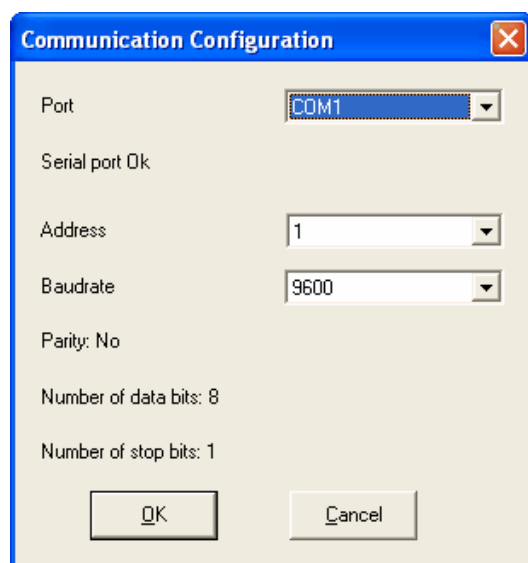 Communication Configuration
Port COM1
Serial port Ok
Address 1
Baudrate 9600
Parity: No
Number of data bits: 8
Number of stop bits: 1
OK Cancel